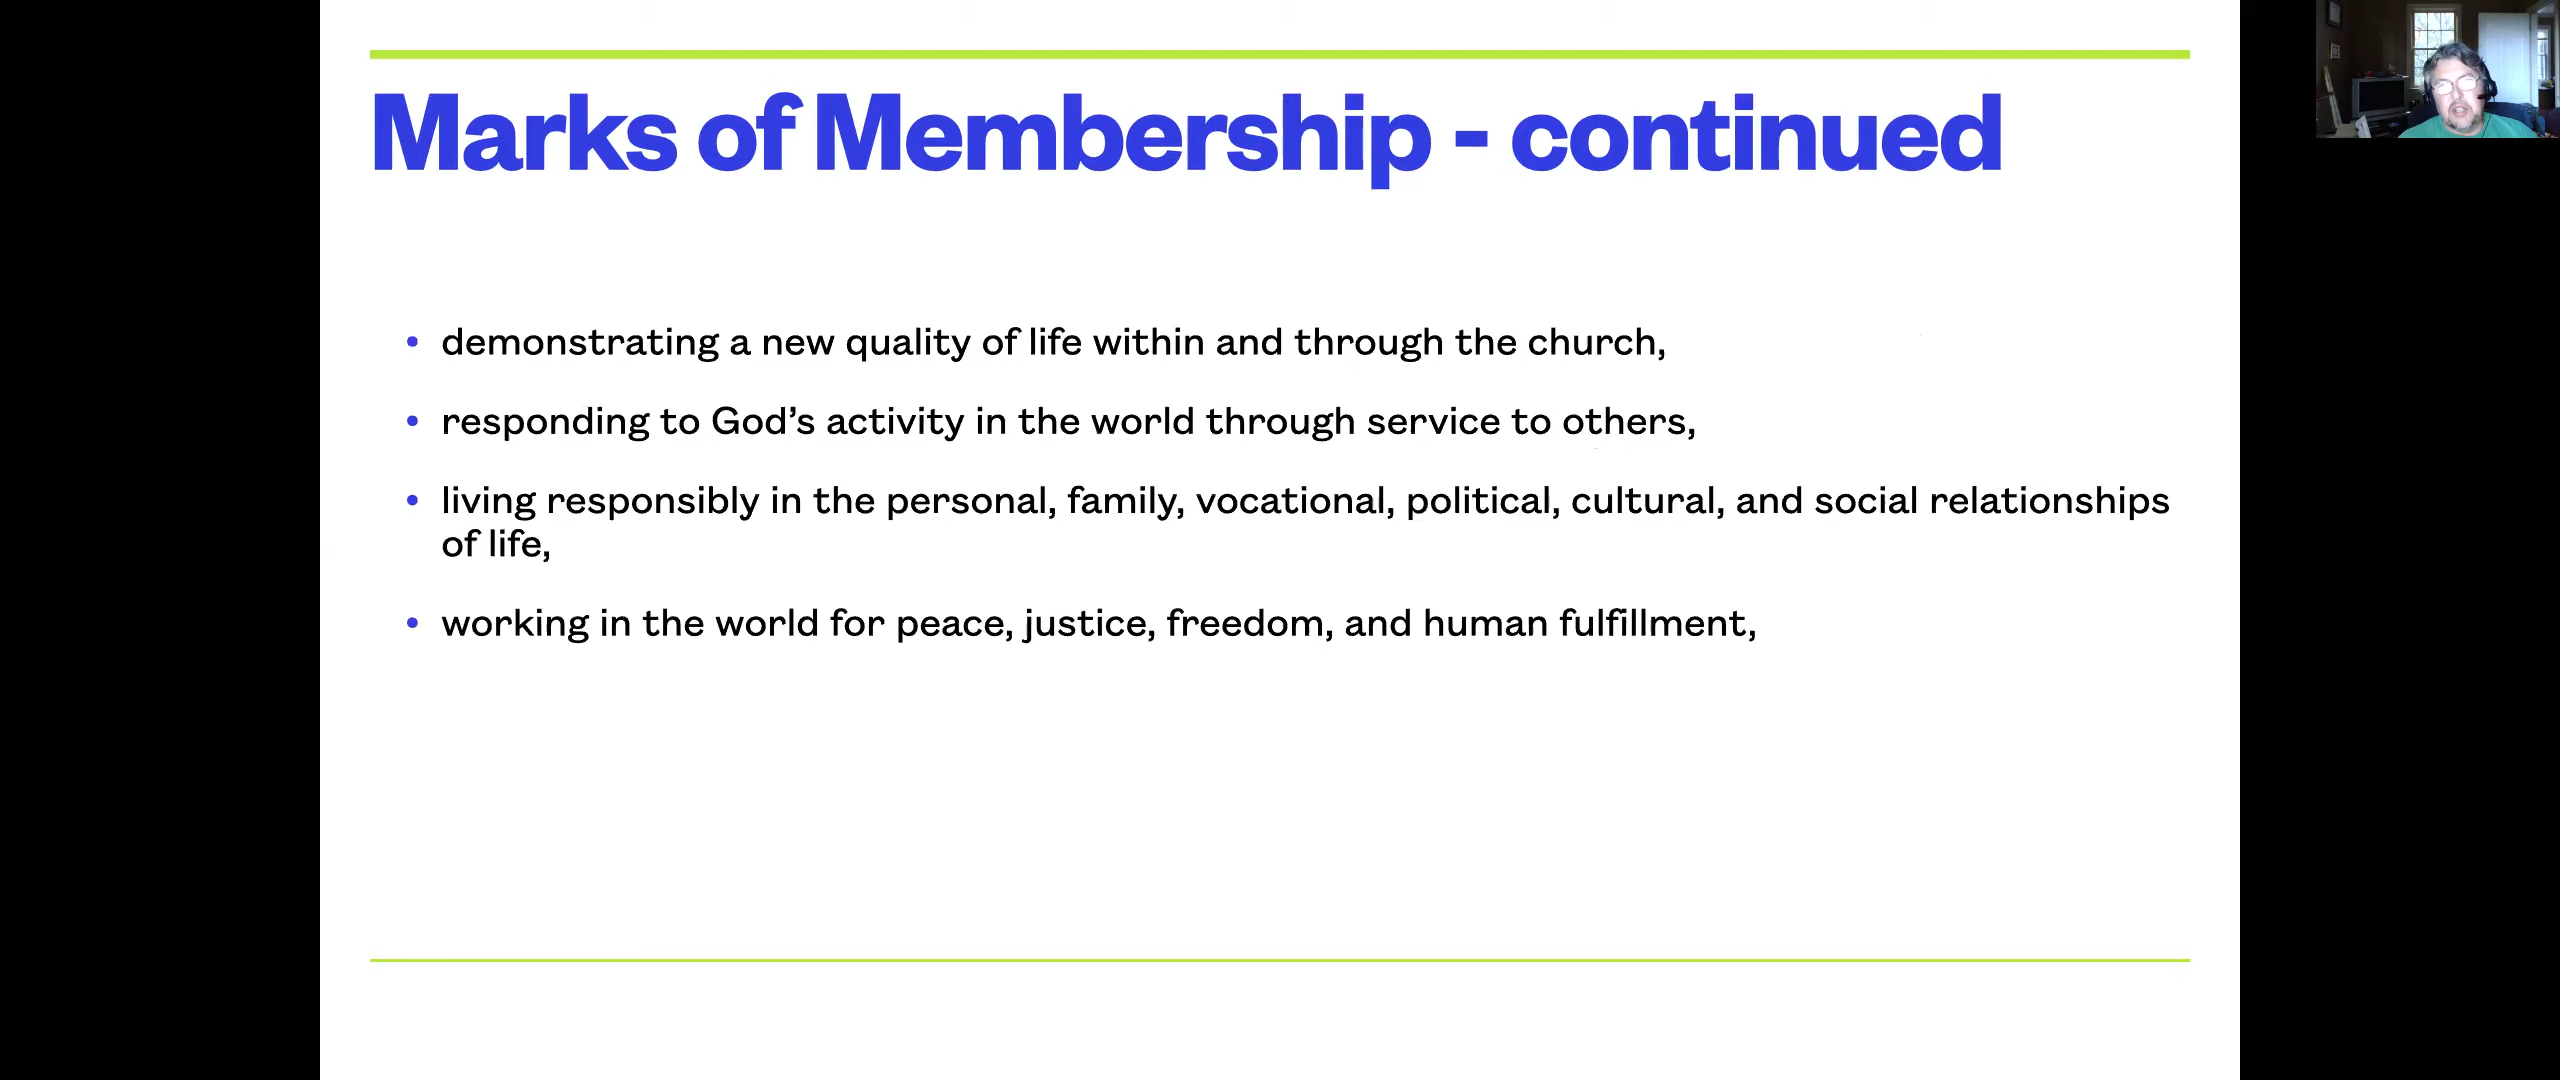 Marks of Membership - continued
• demonstrating a new quality of life within and through the church,
• responding to God’s activity in the world through service to others,
• living responsibly in the personal, family, vocational, political, cultural, and social relationships
of life,
• working in the world for peace, justice, freedom, and human fulfillment,